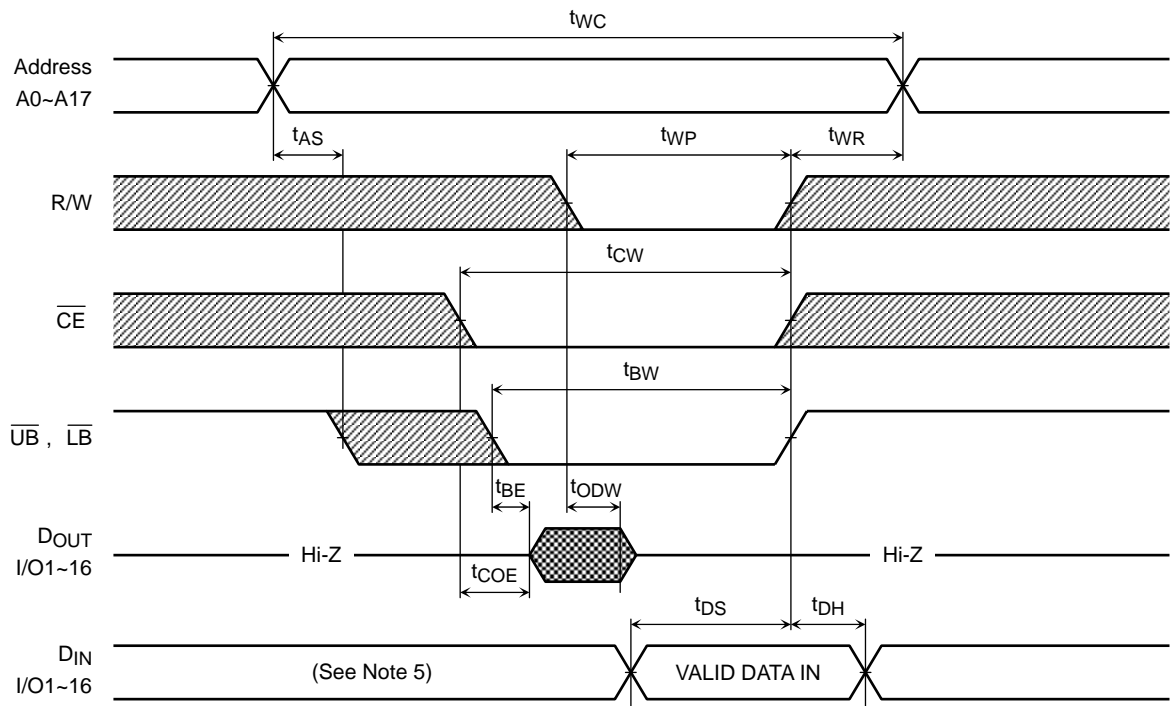 tWC
Address
A0~A17
tAS
tWP
tWR
R/W
tCW
CE
tBW
UB , LB
tBE
tODW
DOUT
I/O1~16
Hi-Z
Hi-Z
tCOE
tDS
tDH
DIN
I/O1~16
(See Note 5)
VALID DATA IN